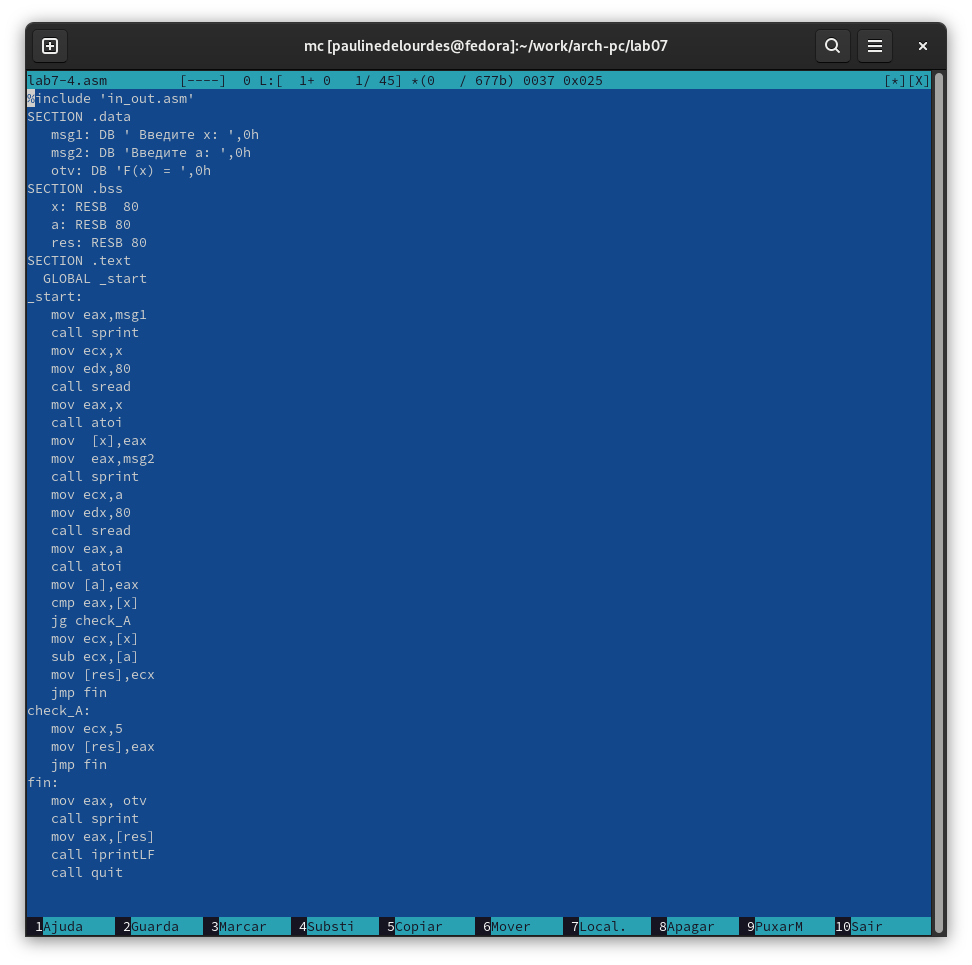 mc [paulinedelourdes@fedora]:~/work/arch-pc/lab07
lab7-4.asm         [----]  0 L:[  1+ 0   1/ 45] *(0   / 677b) 0037 0x025                                   [*][X]
%include 'in_out.asm'
SECTION .data
   msg1: DB ' Введите x: ',0h
   msg2: DB 'Введите a: ',0h
   otv: DB 'F(x) = ',0h
SECTION .bss
   x: RESB  80
   a: RESB 80
   res: RESB 80
SECTION .text
  GLOBAL _start
_start:
   mov eax,msg1
   call sprint
   mov ecx,x
   mov edx,80
   call sread
   mov eax,x
   call atoi
   mov  [x],eax
   mov  eax,msg2
   call sprint
   mov ecx,a
   mov edx,80
   call sread
   mov eax,a
   call atoi
   mov [a],eax
   cmp eax,[x]
   jg check_A
   mov ecx,[x]
   sub ecx,[a]
   mov [res],ecx
   jmp fin
check_A:
   mov ecx,5
   mov [res],eax
   jmp fin
fin:
   mov eax, otv
   call sprint
   mov eax,[res]
   call iprintLF
   call quit
1Ajuda 2Guarda 3Marcar 4Substi 5Copiar 6Mover 7Local. 8Apagar 9PuxarM 10Sair